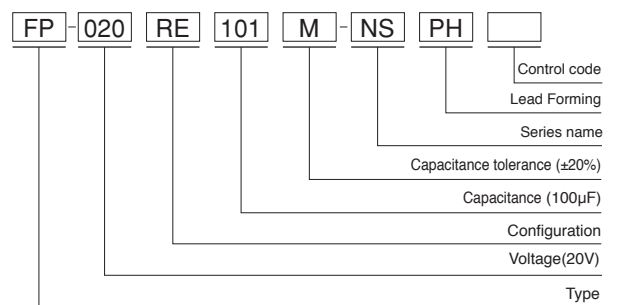 FP-020 RE 101 M-NS PH
Control code
Lead Forming
Series name
Capacitance tolerance (±20%)
Capacitance (100μF)
Configuration
Voltage(20V)
Type